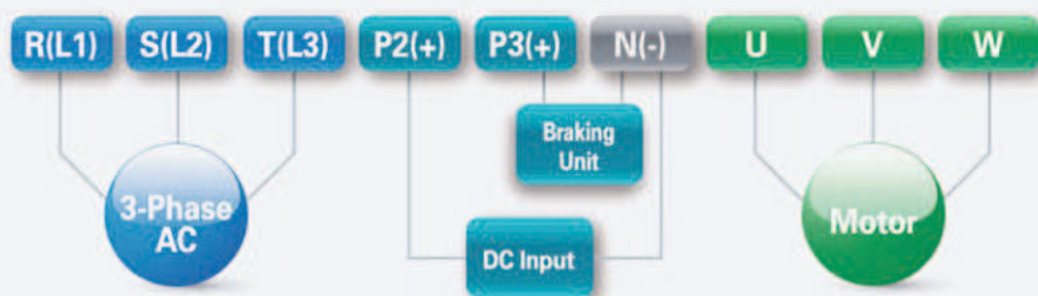 R(L1) S(L2) T(L3) P2(+) P3(+) N(-) U V W
Braking
Unit
3-Phase
AC
Motor
DC Input